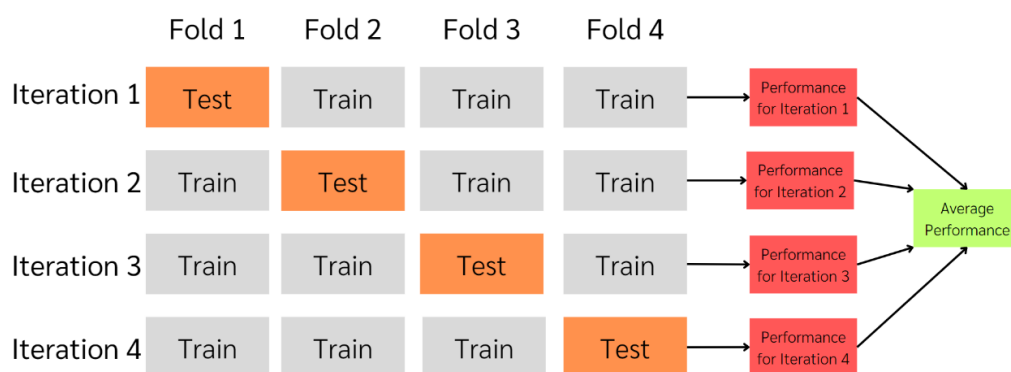 Fold 1 Fold 2 Fold 3 Fold 4
Iteration 1 Test Train Train Train
Performance
for Iteration 1
Iteration 2 Train Test Train Train
Performance
for Iteration 2
Average
Performance
Iteration 3 Train Train Test Train
Performance
for Iteration 3
Iteration 4 Train Train Train Test
Performance
for Iteration 4